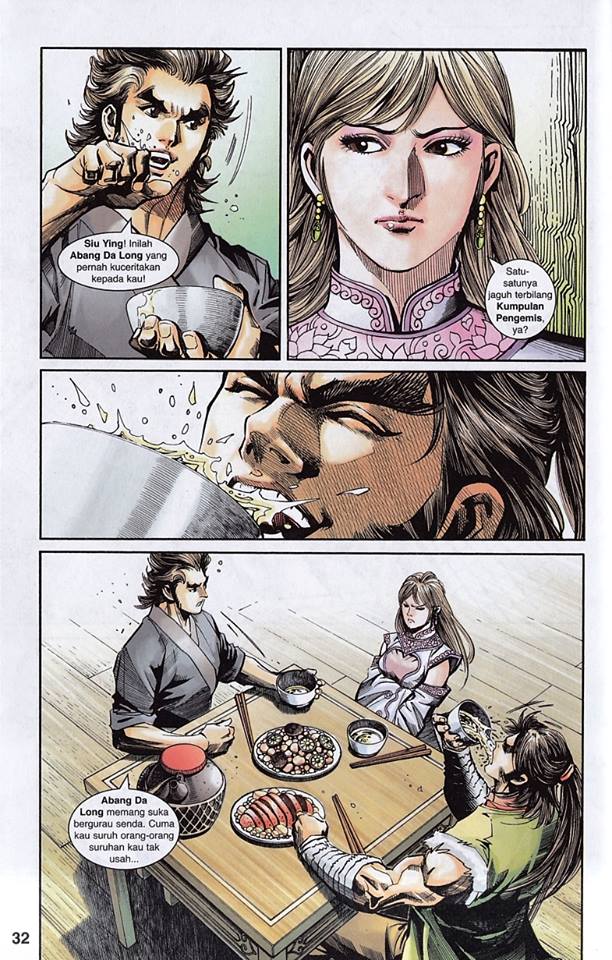 Siu Ying! Inilah
Abang Da Long yang
pernah kuceritakan
kepada kau!
Satu-
satunya
jaguh terbilang
Kumpulan
Pengemis,
ya?
Abang Da
Long memang suka
bergurau senda. Cuma
kau suruh orang-orang
suruhan kau tak
usah...
32